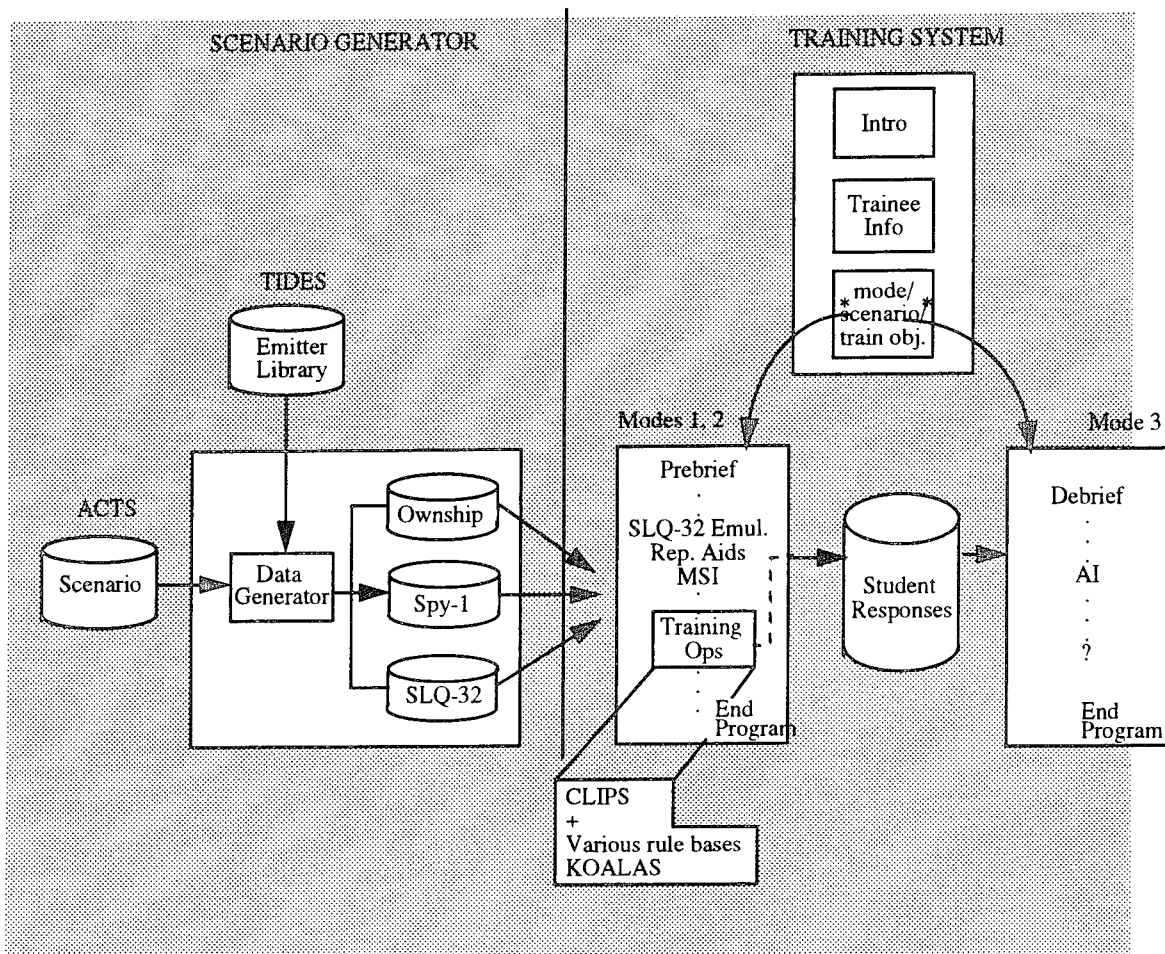 SCENARIO GENERATOR
TRAINING SYSTEM
Intro
Trainee
Info
* mode/ *
scenario/
train obj.
TIDES
Emitter
Library
Modes 1, 2
Mode 3
ACTS
Scenario
Data
Generator
Ownship
Spy-1
SLQ-32
Prebrief
.
.
SLQ-32 Emul.
Rep. Aids
MSI
.
Training
Ops
.
.
End
Program
Student
Responses
Debrief
.
.
.
AI
.
.
.
?
End
Program
CLIPS
+
Various rule bases
KOALAS